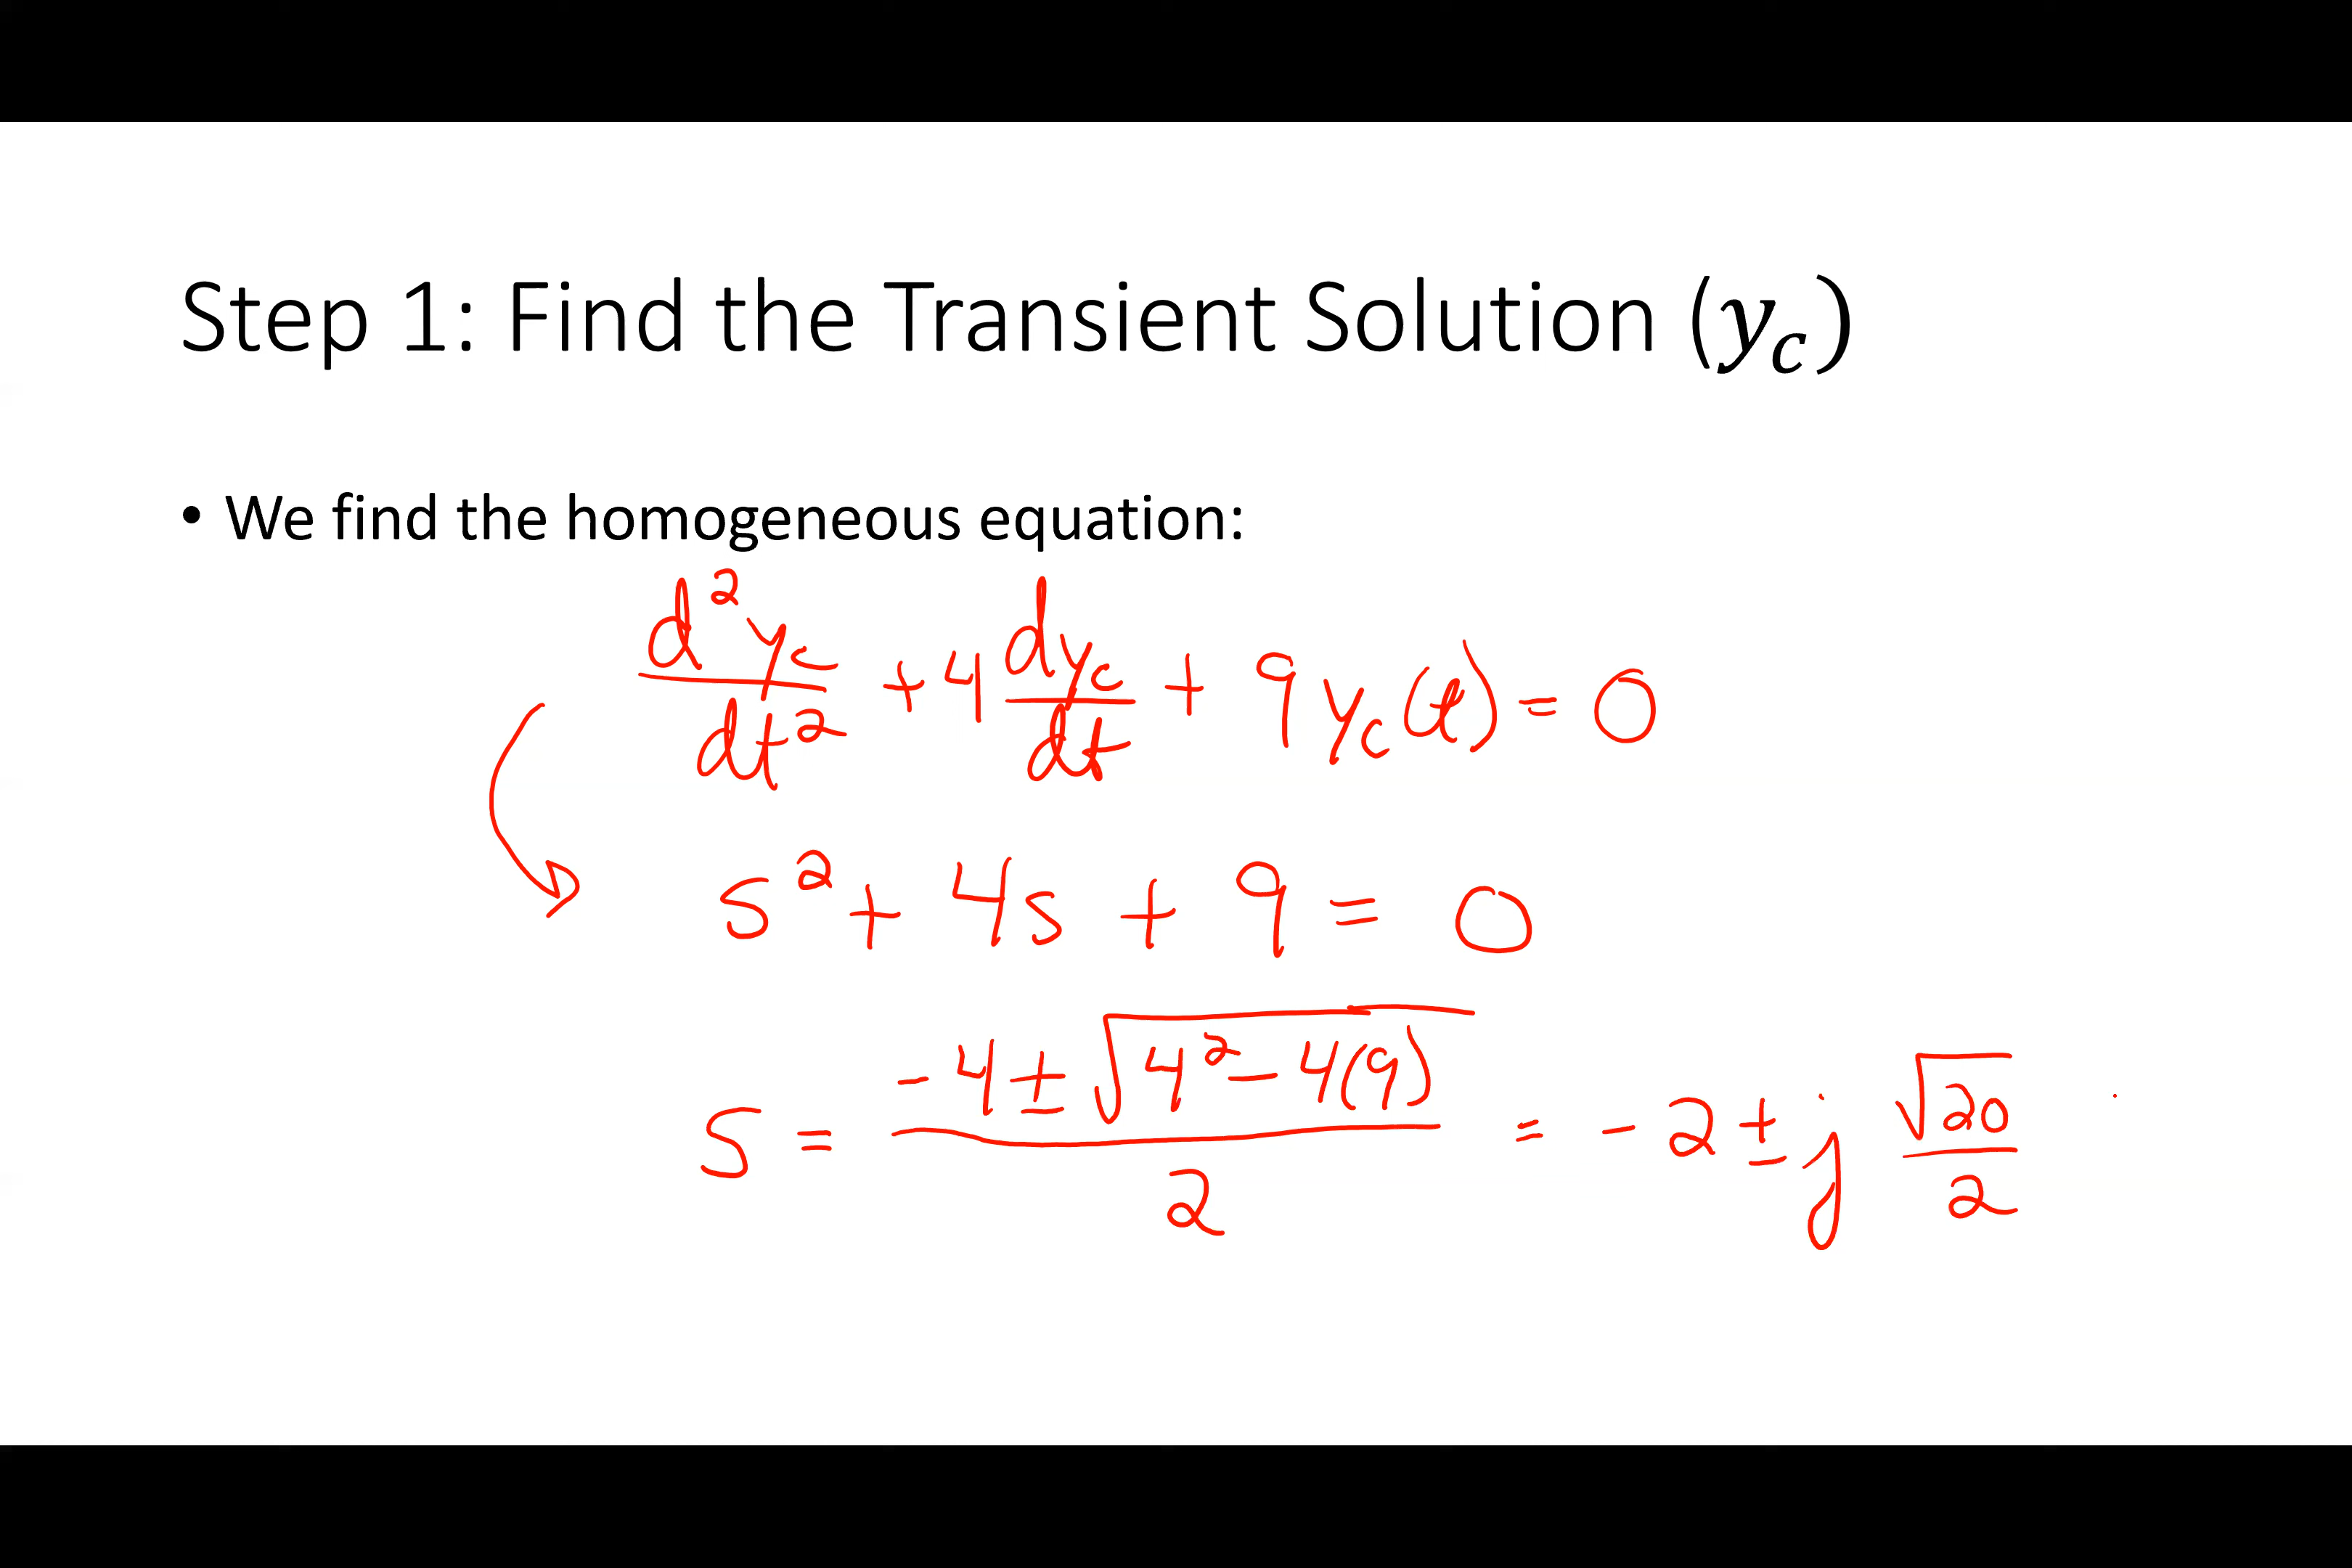 Step 1: Find the Transient Solution (y_c)
• We find the homogeneous equation:
d²y_c/dt² + 4 dy_c/dt + 9y_c(t) = 0
s² + 4s + 9 = 0
s = (-4 ± √(4² - 4(9)))/2 = -2 ± j √20/2